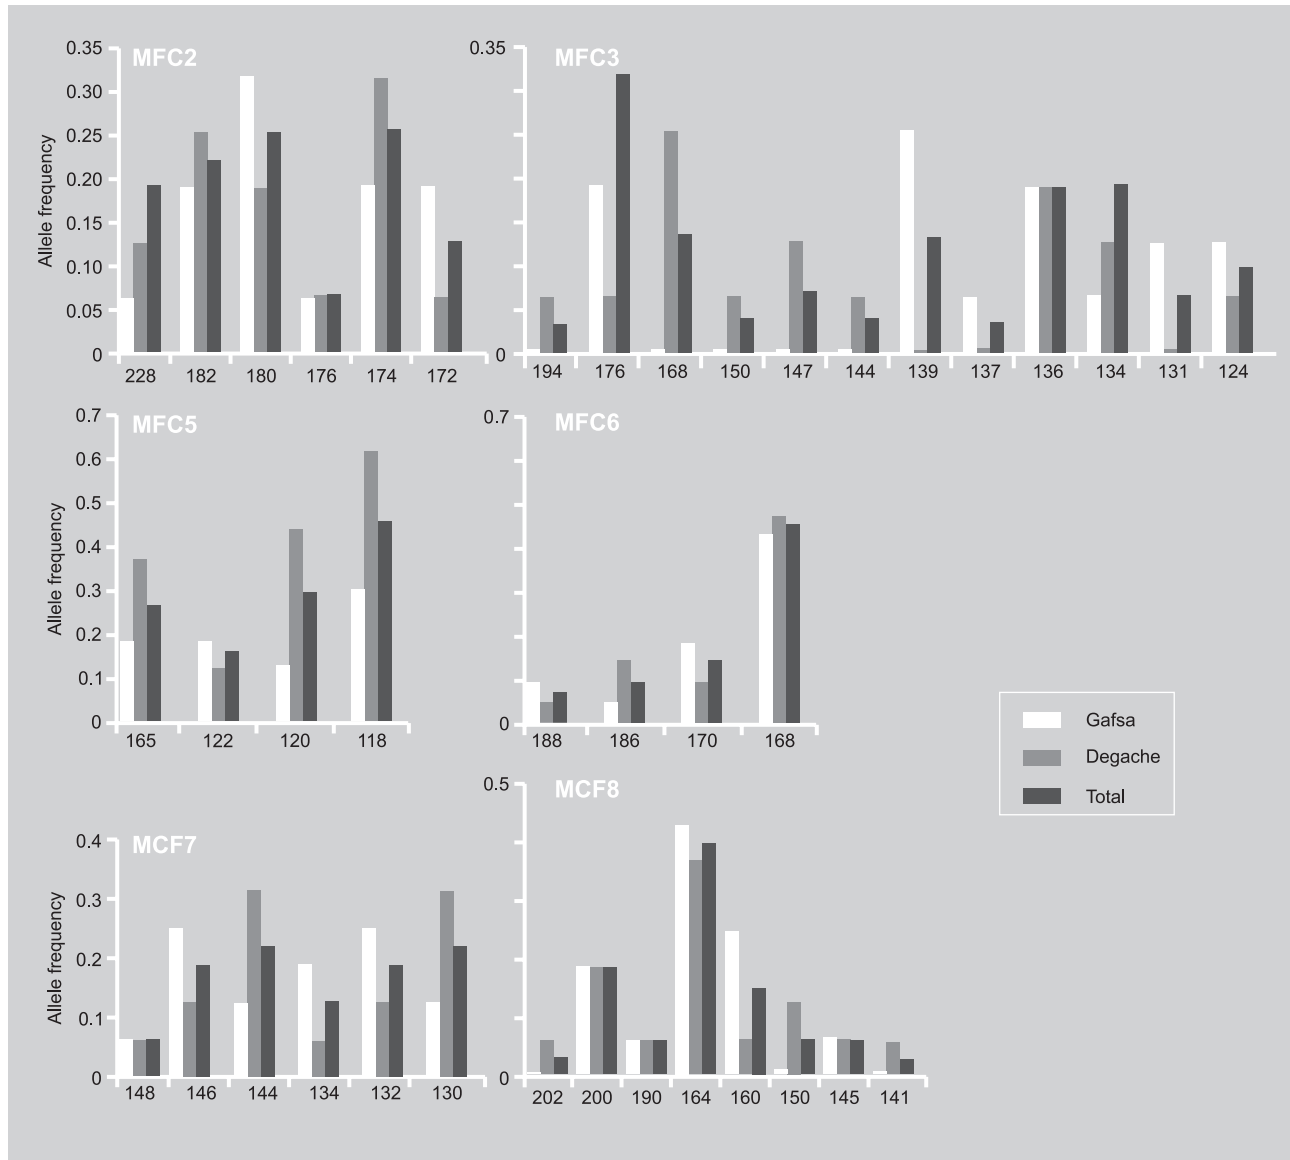 MFC2
0.35
0.30
0.25
0.20
0.15
0.10
0.05
0
Allele frequency
228 182 180 176 174 172
MFC3
0.35
0
194 176 168 150 147 144 139 137 136 134 131 124
MFC5
0.7
0.6
0.5
0.4
0.3
0.2
0.1
0
Allele frequency
165 122 120 118
MFC6
0.7
0
188 186 170 168
Gafsa
Degache
Total
MCF7
0.4
0.3
0.2
0.1
0
Allele frequency
148 146 144 134 132 130
MCF8
0.5
0
202 200 190 164 160 150 145 141